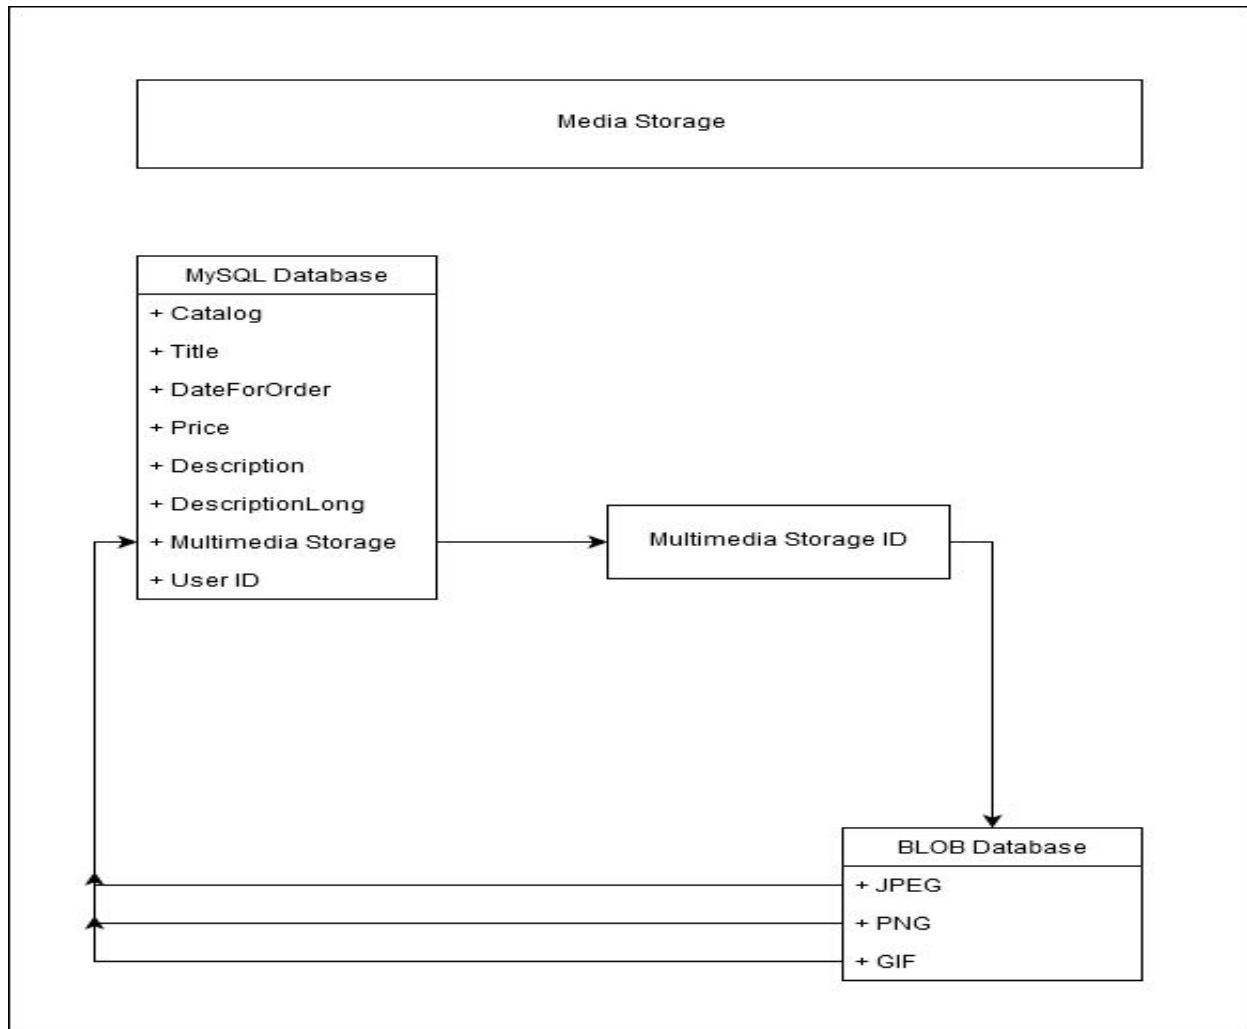 Media Storage
MySQL Database
+ Catalog
+ Title
+ DateForOrder
+ Price
+ Description
+ DescriptionLong
+ Multimedia Storage
+ User ID
Multimedia Storage ID
BLOB Database
+ JPEG
+ PNG
+ GIF